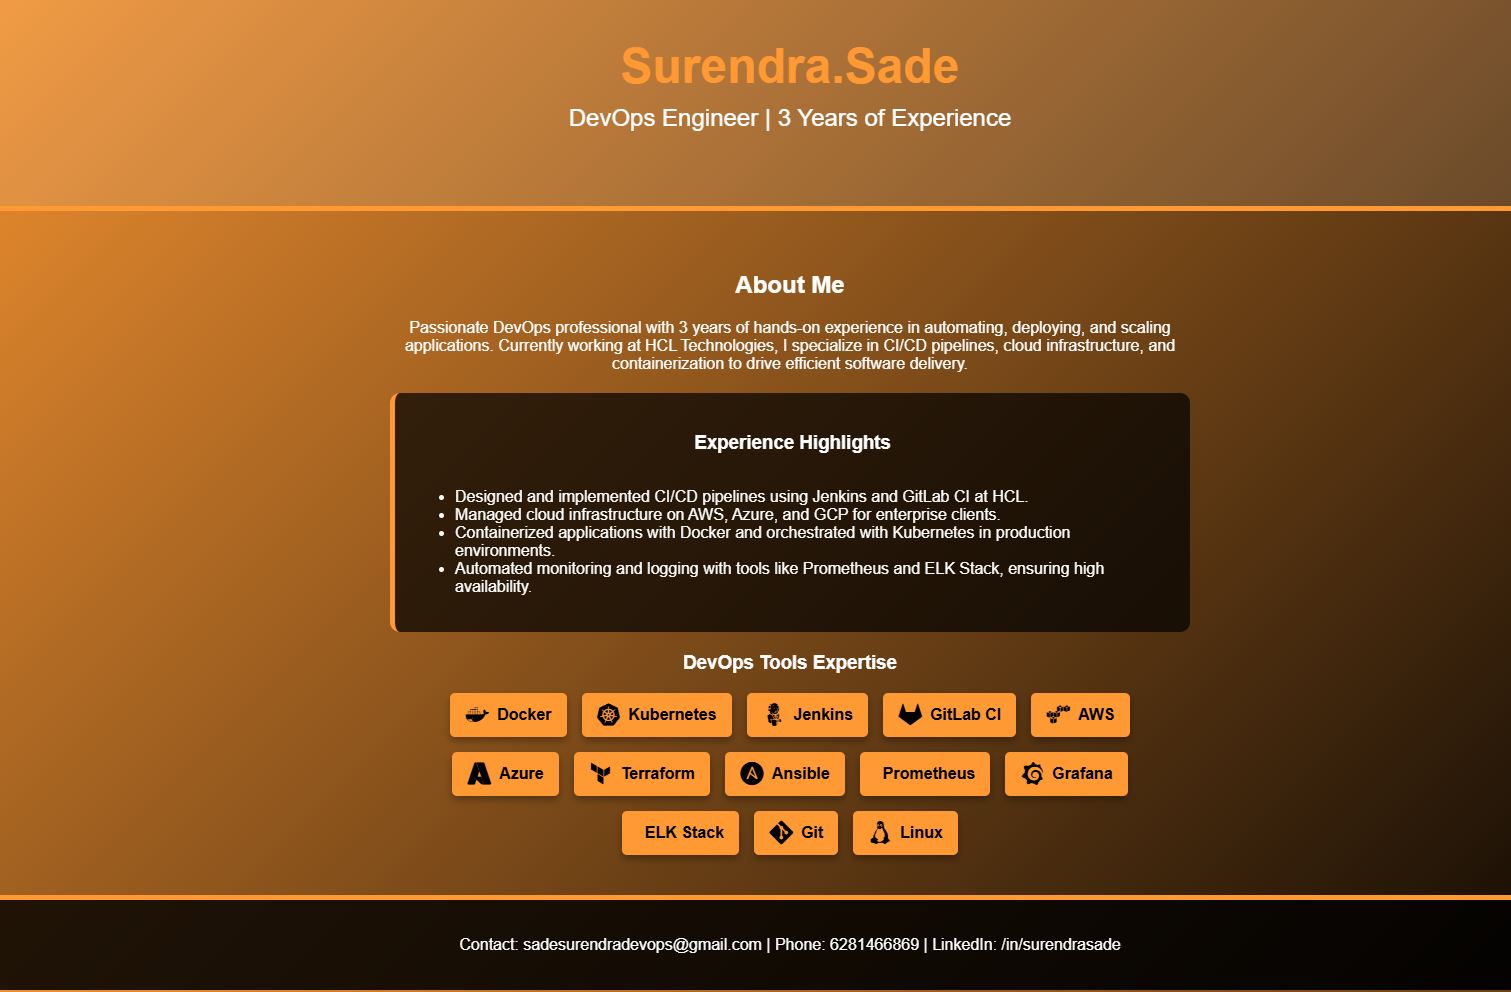 Surendra.Sade
DevOps Engineer | 3 Years of Experience
About Me
Passionate DevOps professional with 3 years of hands-on experience in automating, deploying, and scaling
applications. Currently working at HCL Technologies, I specialize in CI/CD pipelines, cloud infrastructure, and
containerization to drive efficient software delivery.
Experience Highlights
• Designed and implemented CI/CD pipelines using Jenkins and GitLab CI at HCL.
• Managed cloud infrastructure on AWS, Azure, and GCP for enterprise clients.
• Containerized applications with Docker and orchestrated with Kubernetes in production
environments.
• Automated monitoring and logging with tools like Prometheus and ELK Stack, ensuring high
availability.
DevOps Tools Expertise
Docker Kubernetes Jenkins GitLab CI AWS
Azure Terraform Ansible Prometheus Grafana
ELK Stack Git Linux
Contact: sadesurendradevops@gmail.com | Phone: 6281466869 | LinkedIn: /in/surendrasade